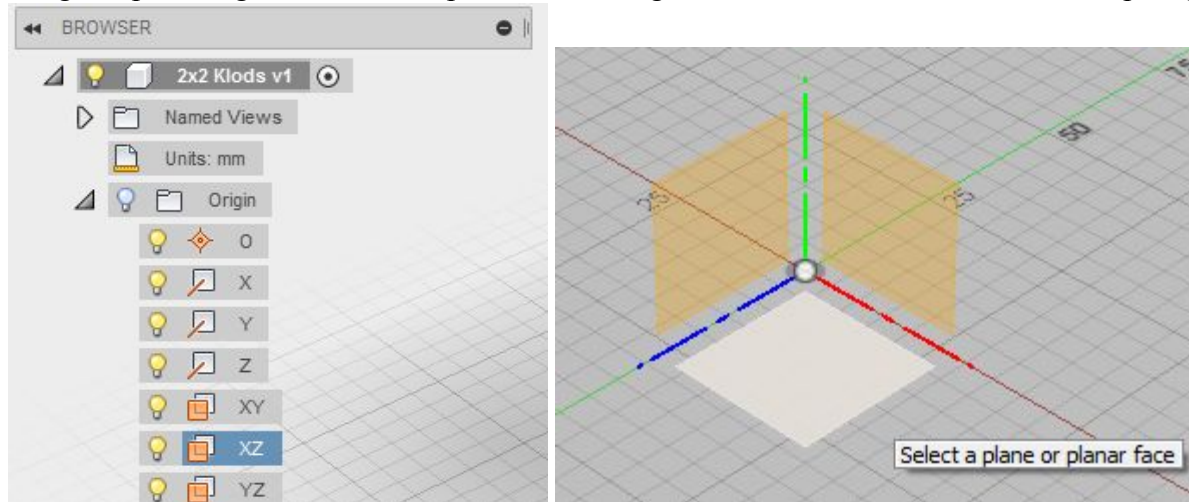 BROWSER
2x2 Klods v1
Named Views
Units: mm
Origin
O
X
Y
Z
XY
XZ
YZ
75
50
25
25
Select a plane or planar face